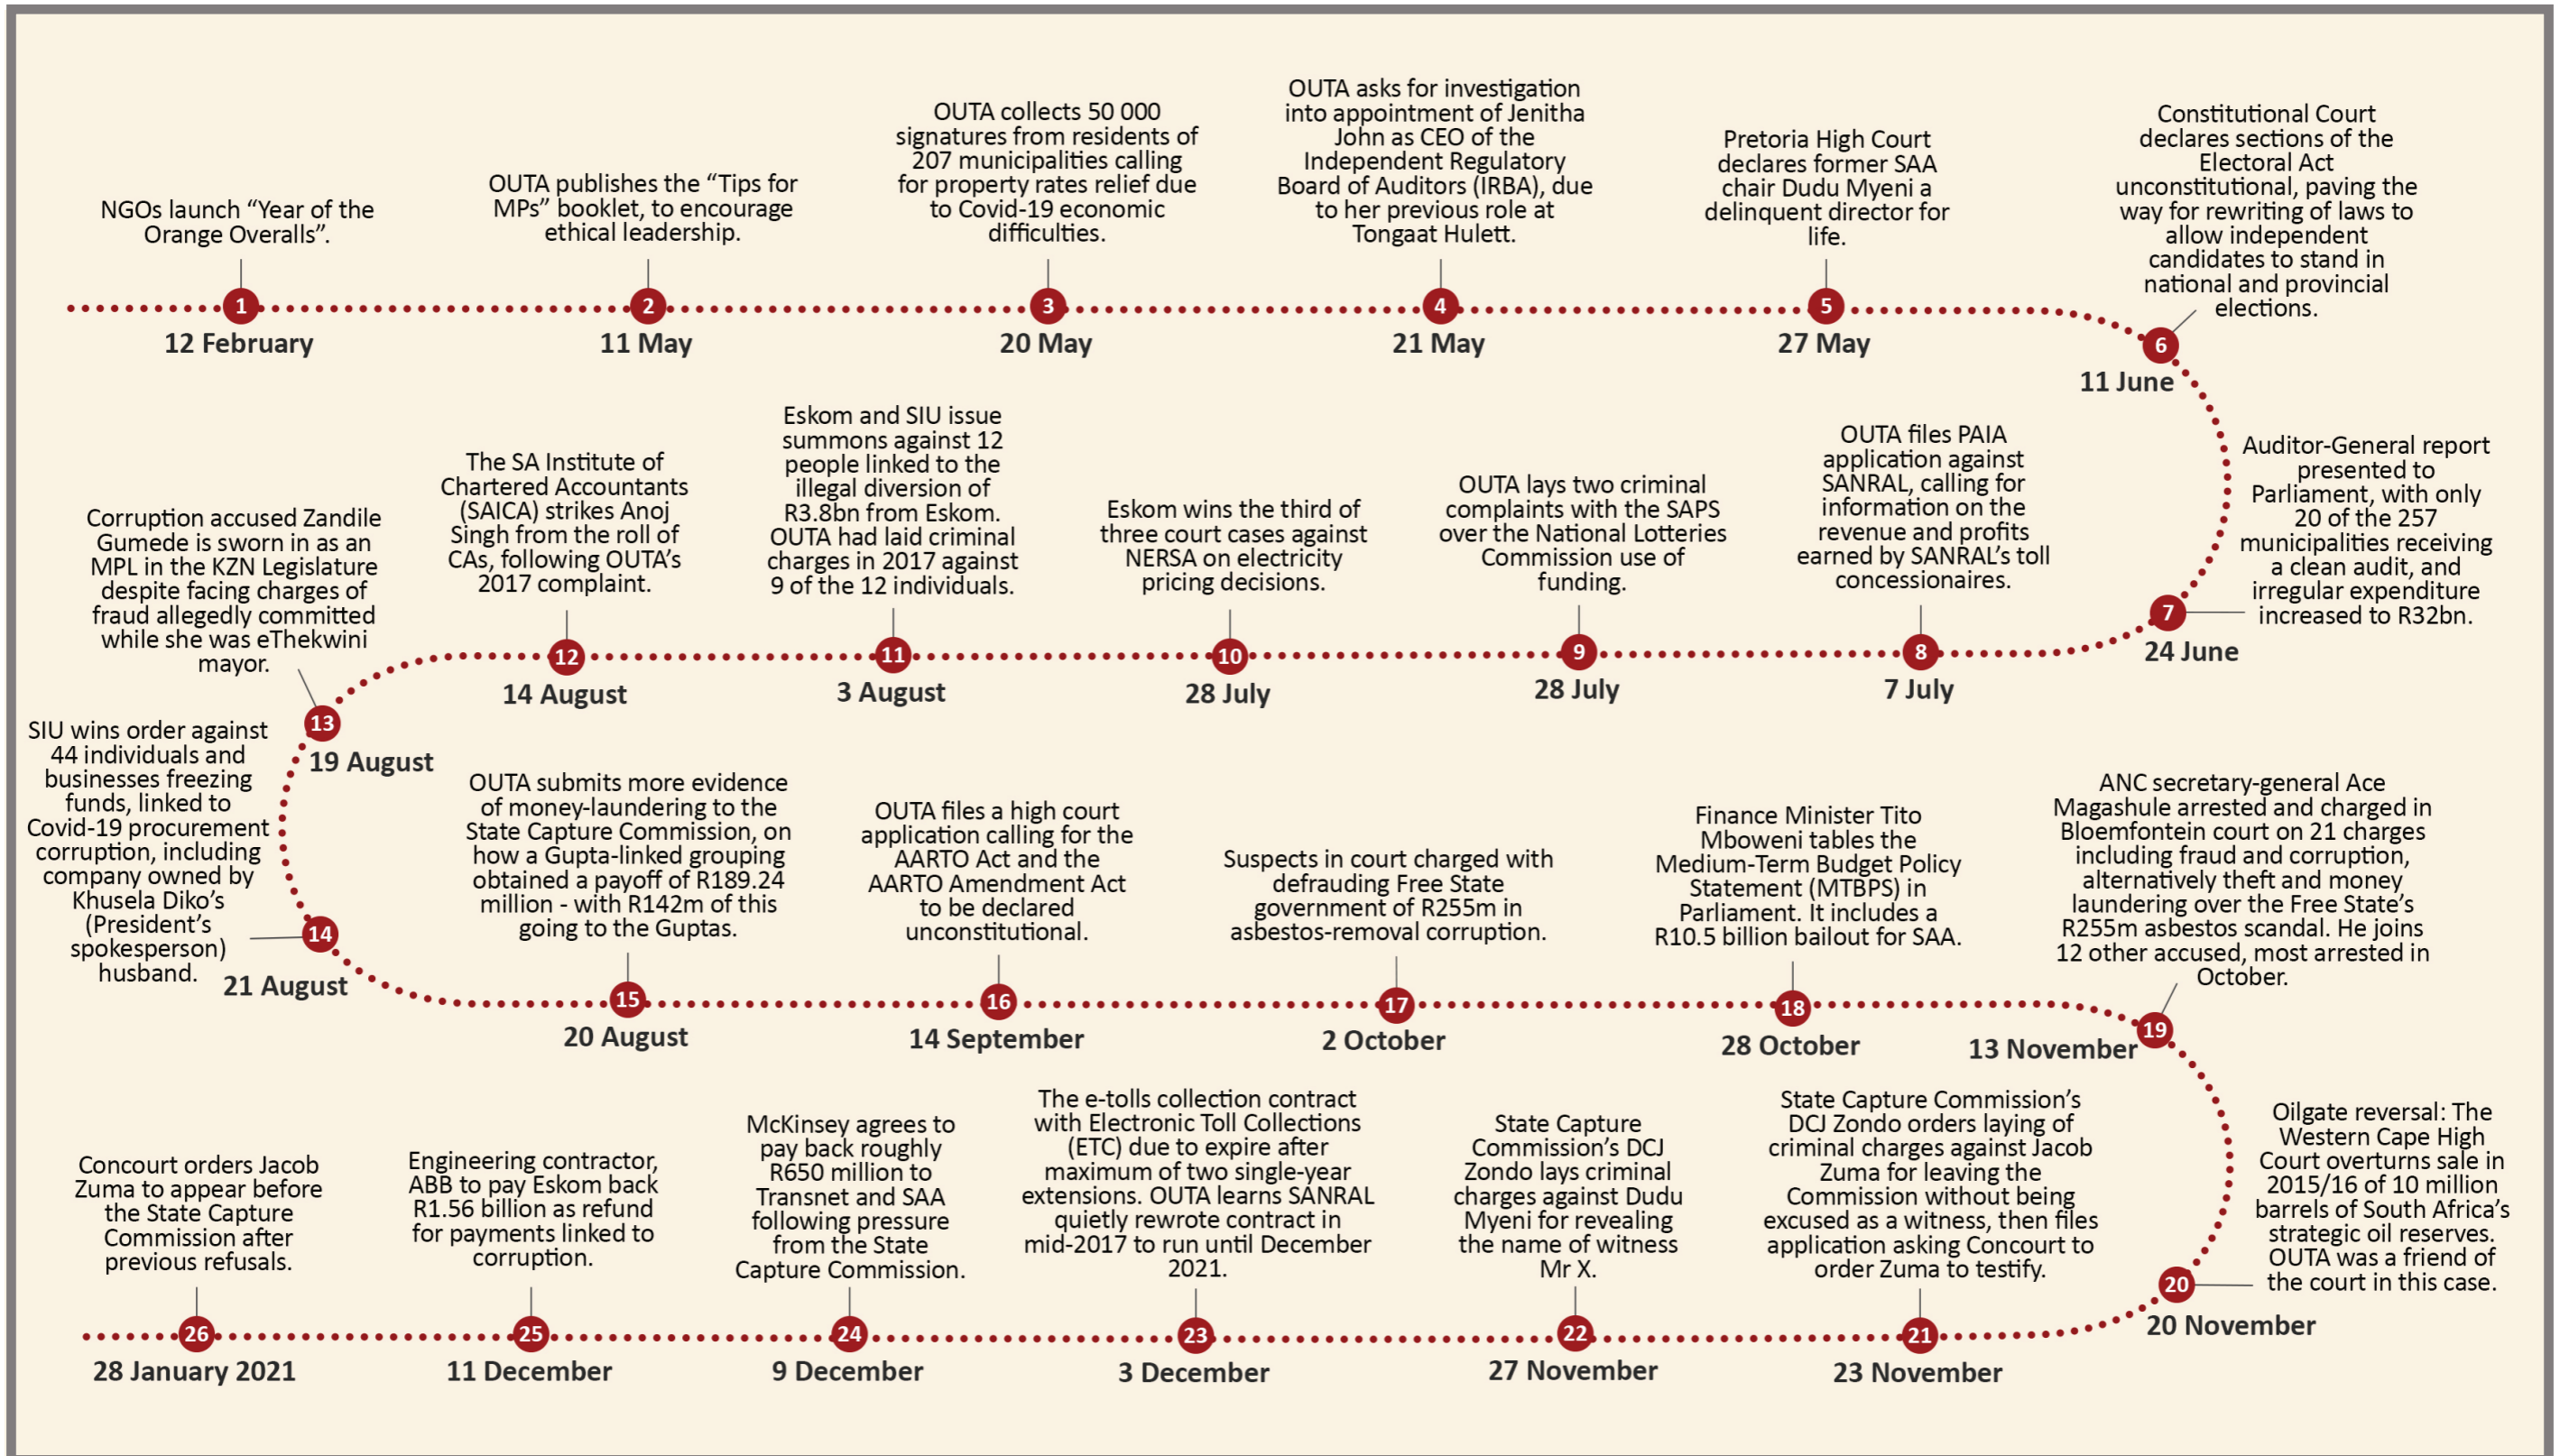 NGOs launch “Year of the
Orange Overalls”.
1
12 February
OUTA publishes the “Tips for
MPs” booklet, to encourage
ethical leadership.
2
11 May
OUTA collects 50 000
signatures from residents of
207 municipalities calling
for property rates relief due
to Covid-19 economic
difficulties.
3
20 May
OUTA asks for investigation
into appointment of Jenitha
John as CEO of the
Independent Regulatory
Board of Auditors (IRBA), due
to her previous role at
Tongaat Hulett.
4
21 May
Pretoria High Court
declares former SAA
chair Dudu Myeni a
delinquent director for
life.
5
27 May
Constitutional Court
declares sections of the
Electoral Act
unconstitutional, paving the
way for rewriting of laws to
allow independent
candidates to stand in
national and provincial
elections.
6
11 June
Auditor-General report
presented to
Parliament, with only
20 of the 257
municipalities receiving
a clean audit, and
irregular expenditure
increased to R32bn.
7
24 June
OUTA files PAIA
application against
SANRAL, calling for
information on the
revenue and profits
earned by SANRAL’s toll
concessionaires.
8
7 July
OUTA lays two criminal
complaints with the SAPS
over the National Lotteries
Commission use of
funding.
9
28 July
Eskom wins the third of
three court cases against
NERSA on electricity
pricing decisions.
10
28 July
Eskom and SIU issue
summons against 12
people linked to the
illegal diversion of
R3.8bn from Eskom.
OUTA had laid criminal
charges in 2017 against
9 of the 12 individuals.
11
3 August
The SA Institute of
Chartered Accountants
(SAICA) strikes Anoj
Singh from the roll of
CAs, following OUTA’s
2017 complaint.
12
14 August
Corruption accused Zandile
Gumede is sworn in as an
MPL in the KZN Legislature
despite facing charges of
fraud allegedly committed
while she was eThekwini
mayor.
13
19 August
SIU wins order against
44 individuals and
businesses freezing
funds, linked to
Covid-19 procurement
corruption, including
company owned by
Khusela Diko’s
(President’s
spokesperson)
husband.
14
21 August
OUTA submits more evidence
of money-laundering to the
State Capture Commission, on
how a Gupta-linked grouping
obtained a payoff of R189.24
million - with R142m of this
going to the Guptas.
15
20 August
OUTA files a high court
application calling for the
AARTO Act and the
AARTO Amendment Act
to be declared
unconstitutional.
16
14 September
Suspects in court charged with
defrauding Free State
government of R255m in
asbestos-removal corruption.
17
2 October
Finance Minister Tito
Mboweni tables the
Medium-Term Budget Policy
Statement (MTBPS) in
Parliament. It includes a
R10.5 billion bailout for SAA.
18
28 October
ANC secretary-general Ace
Magashule arrested and charged in
Bloemfontein court on 21 charges
including fraud and corruption,
alternatively theft and money
laundering over the Free State’s
R255m asbestos scandal. He joins
12 other accused, most arrested in
October.
19
13 November
Oilgate reversal: The
Western Cape High
Court overturns sale in
2015/16 of 10 million
barrels of South Africa’s
strategic oil reserves.
OUTA was a friend of
the court in this case.
20
20 November
State Capture Commission’s
DCJ Zondo orders laying of
criminal charges against Jacob
Zuma for leaving the
Commission without being
excused as a witness, then files
application asking Concourt to
order Zuma to testify.
21
23 November
State Capture
Commission’s DCJ
Zondo lays criminal
charges against Dudu
Myeni for revealing
the name of witness
Mr X.
22
27 November
The e-tolls collection contract
with Electronic Toll Collections
(ETC) due to expire after
maximum of two single-year
extensions. OUTA learns SANRAL
quietly rewrote contract in
mid-2017 to run until December
2021.
23
3 December
McKinsey agrees to
pay back roughly
R650 million to
Transnet and SAA
following pressure
from the State
Capture Commission.
24
9 December
Engineering contractor,
ABB to pay Eskom back
R1.56 billion as refund
for payments linked to
corruption.
25
11 December
Concourt orders Jacob
Zuma to appear before
the State Capture
Commission after
previous refusals.
26
28 January 2021